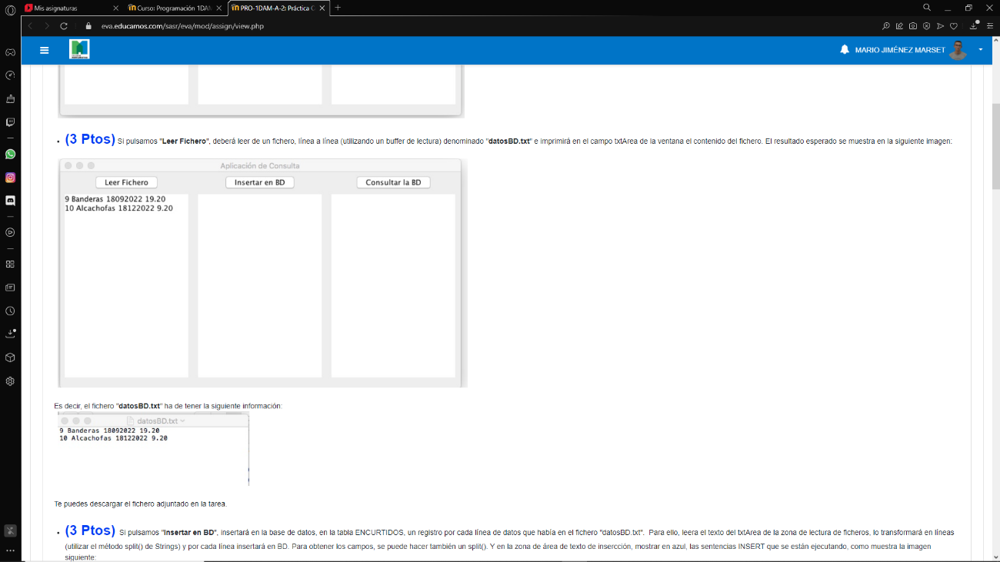 Mis asignaturas
Curso: Programación 1DAM
PRO-1DAM-A-2: Práctica C
eva.educamos.com/sasr/eva/mod/assign/view.php
MARIO JIMÉNEZ MARSET
• (3 Ptos) Si pulsamos "Leer Fichero", deberá leer de un fichero, línea a línea (utilizando un buffer de lectura) denominado "datosBD.txt" e imprimirá en el campo txtArea de la ventana el contenido del fichero. El resultado esperado se muestra en la siguiente imagen:
Aplicación de Consulta
Leer Fichero Insertar en BD Consultar la BD
9 Banderas 18092022 19.20
10 Alcachofas 18122022 9.20
Es decir, el fichero "datosBD.txt" ha de tener la siguiente información:
datosBD.txt
9 Banderas 18092022 19.20
10 Alcachofas 18122022 9.20
Te puedes descargar el fichero adjuntado en la tarea.
• (3 Ptos) Si pulsamos "Insertar en BD", insertará en la base de datos, en la tabla ENCURTIDOS, un registro por cada línea de datos que había en el fichero "datosBD.txt". Para ello, leera el texto del txtArea de la zona de lectura de ficheros, lo transformará en líneas
(utilizar el método split() de Strings) y por cada línea insertará en BD. Para obtener los campos, se puede hacer también un split(). Y en la zona de área de texto de insercción, mostrar en azul, las sentencias INSERT que se están ejecutando, como muestra la imagen
siguiente: